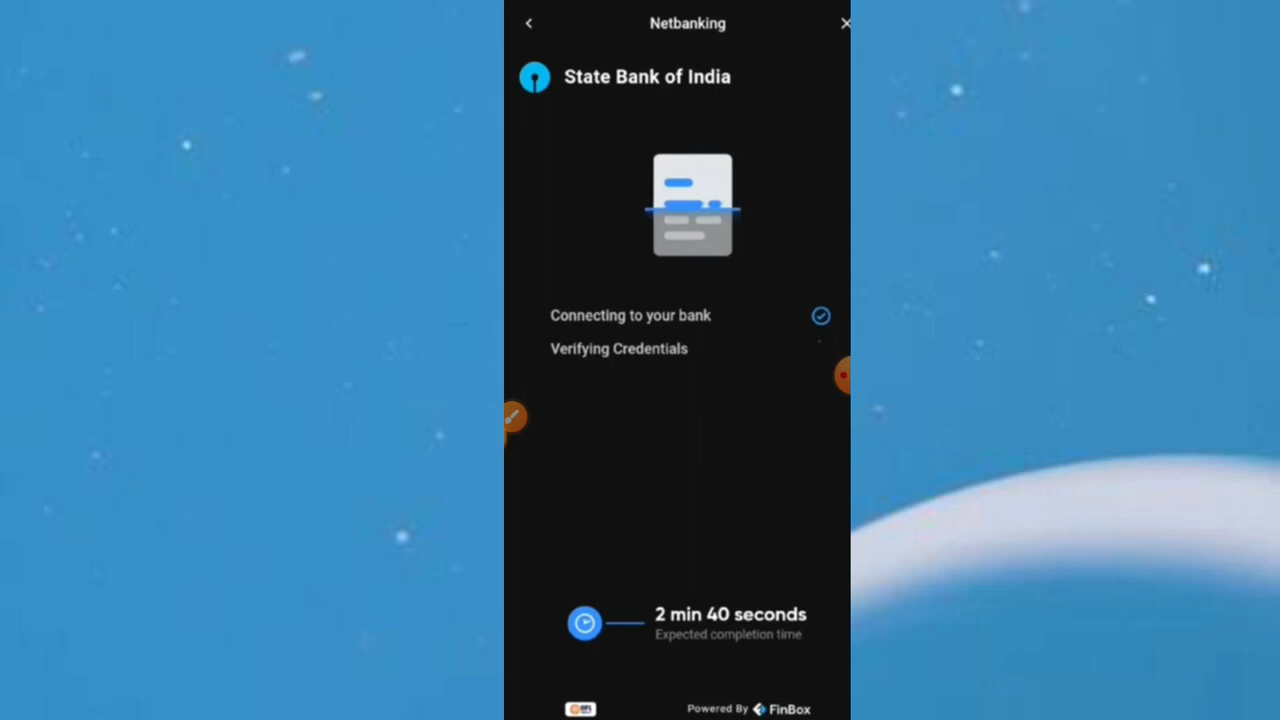 Netbanking
State Bank of India
Connecting to your bank
Verifying Credentials
2 min 40 seconds
Expected completion time
Powered By FinBox